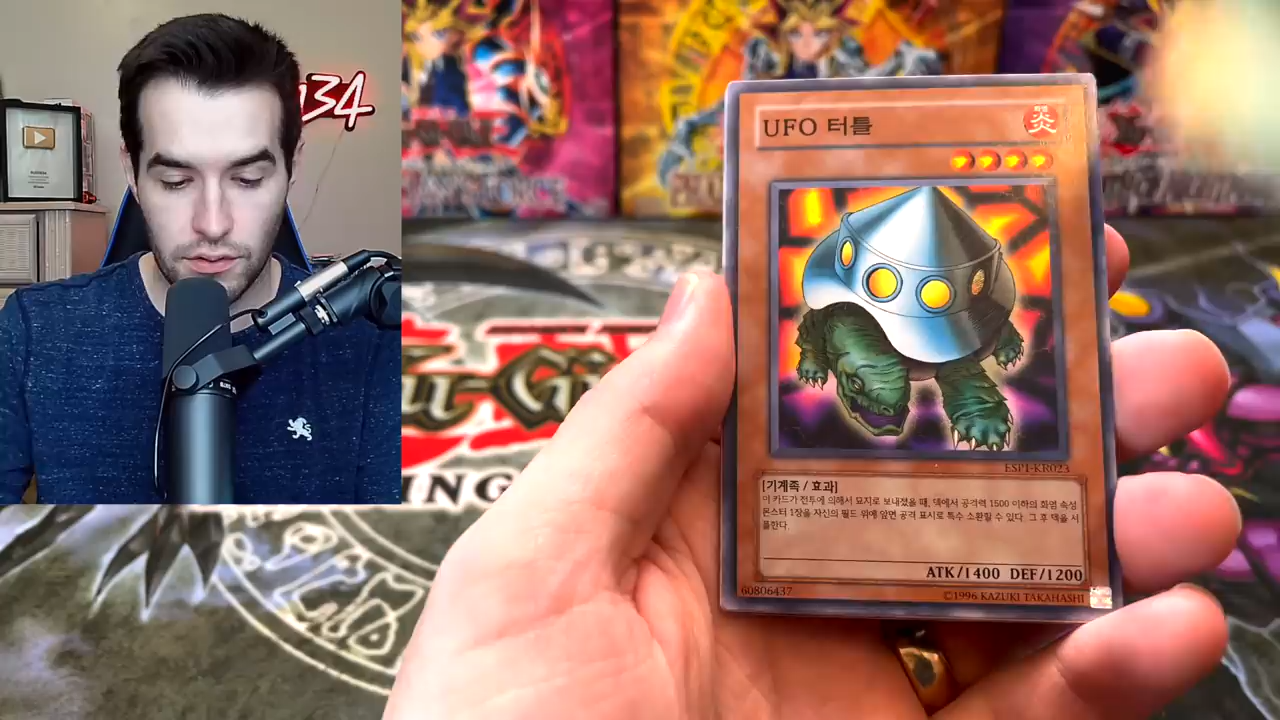 34
UFO 터틀
화염
炎
ESP1-KR023
[기계족 / 효과]
이 카드가 전투에 의해서 묘지로 보내졌을 때, 덱에서 공격력 1500 이하의 화염 속성
몬스터 1장을 자신의 필드 위에 앞면 공격 표시로 특수 소환할 수 있다. 그 후 덱을 셔
플한다.
ATK/1400 DEF/1200
60806437
©1996 KAZUKI TAKAHASHI